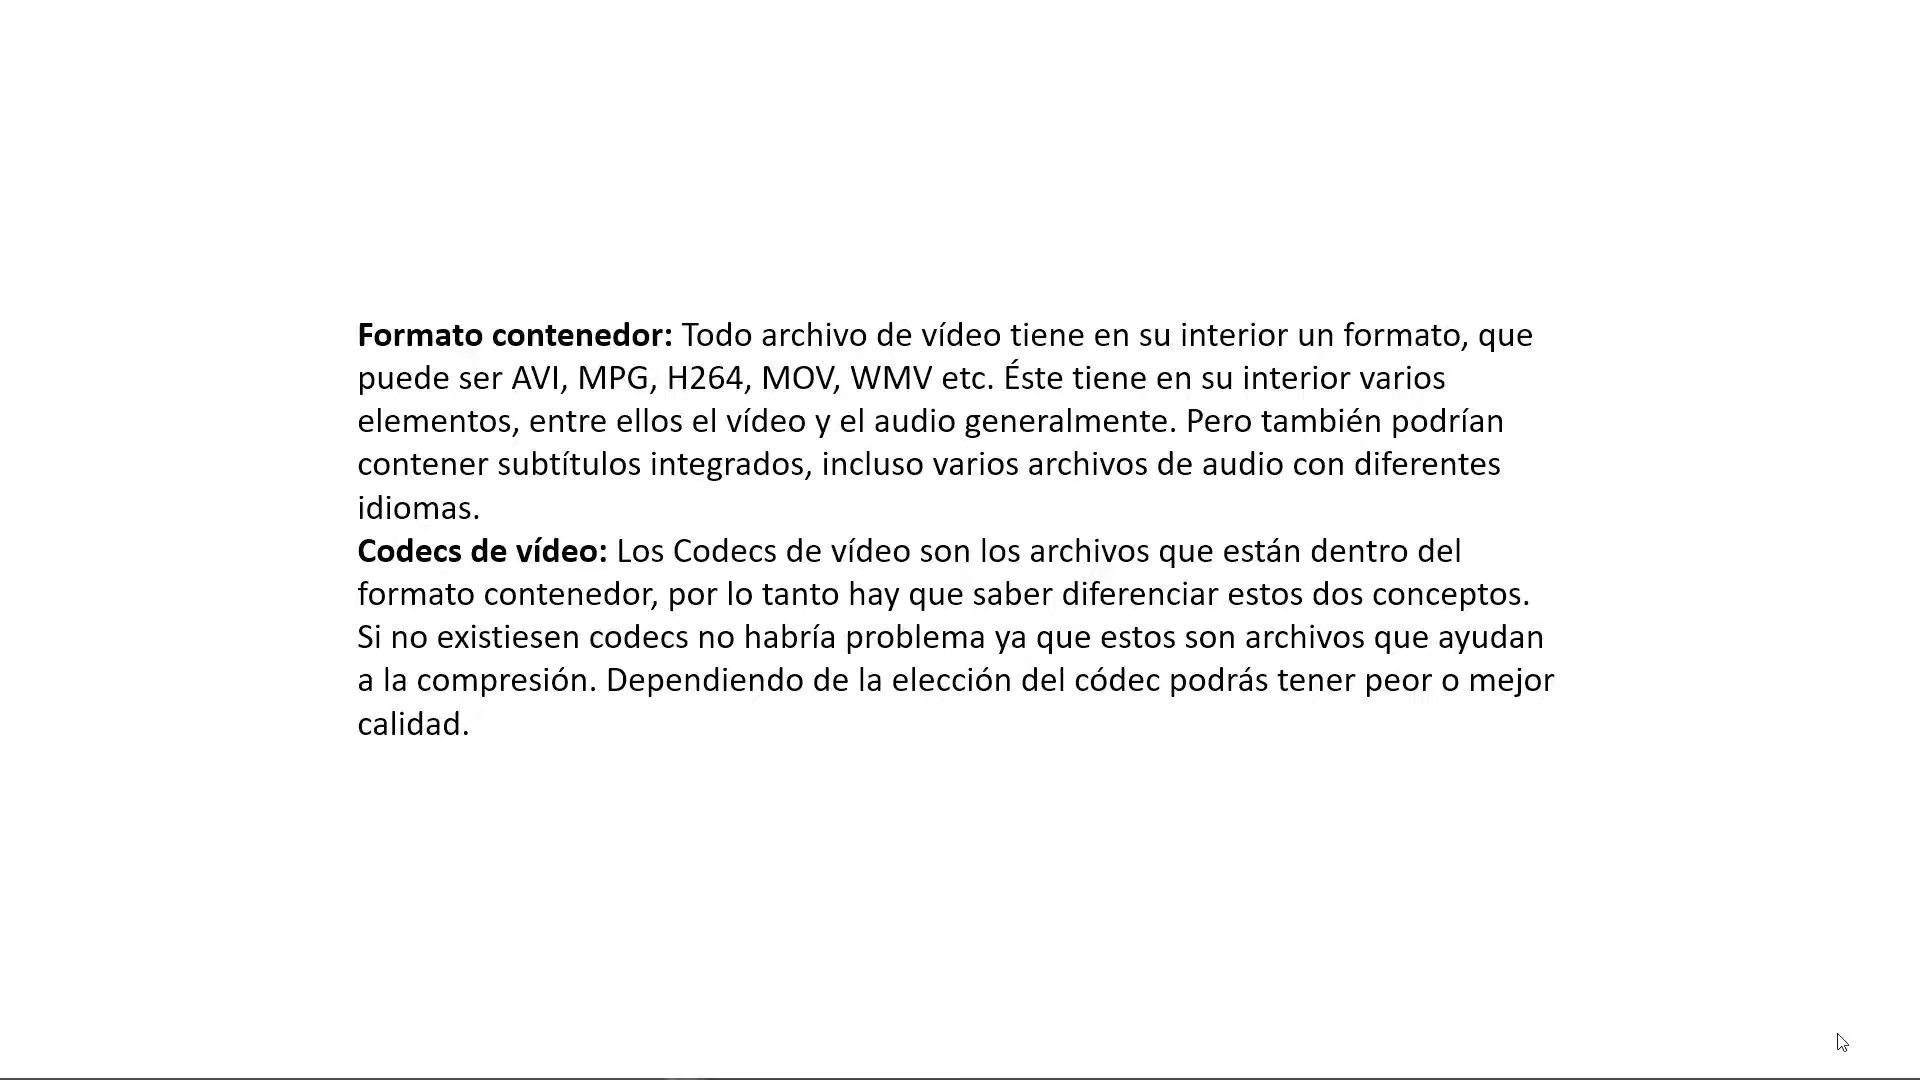 Formato contenedor: Todo archivo de vídeo tiene en su interior un formato, que
puede ser AVI, MPG, H264, MOV, WMV etc. Éste tiene en su interior varios
elementos, entre ellos el vídeo y el audio generalmente. Pero también podrían
contener subtítulos integrados, incluso varios archivos de audio con diferentes
idiomas.
Codecs de vídeo: Los Codecs de vídeo son los archivos que están dentro del
formato contenedor, por lo tanto hay que saber diferenciar estos dos conceptos.
Si no existiesen codecs no habría problema ya que estos son archivos que ayudan
a la compresión. Dependiendo de la elección del códec podrás tener peor o mejor
calidad.